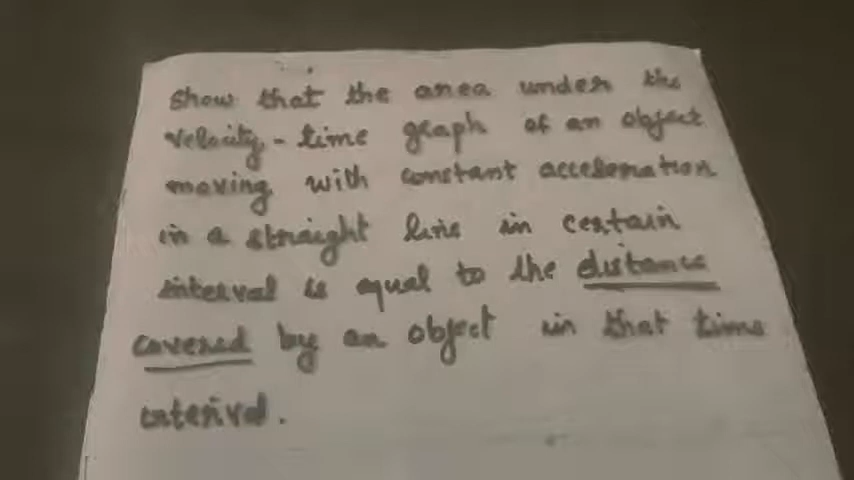 Show that the area under the
velocity - time graph of an object
moving with constant acceleration
in a straight line in certain
interval is equal to the distance
covered by an object in that time
interval.